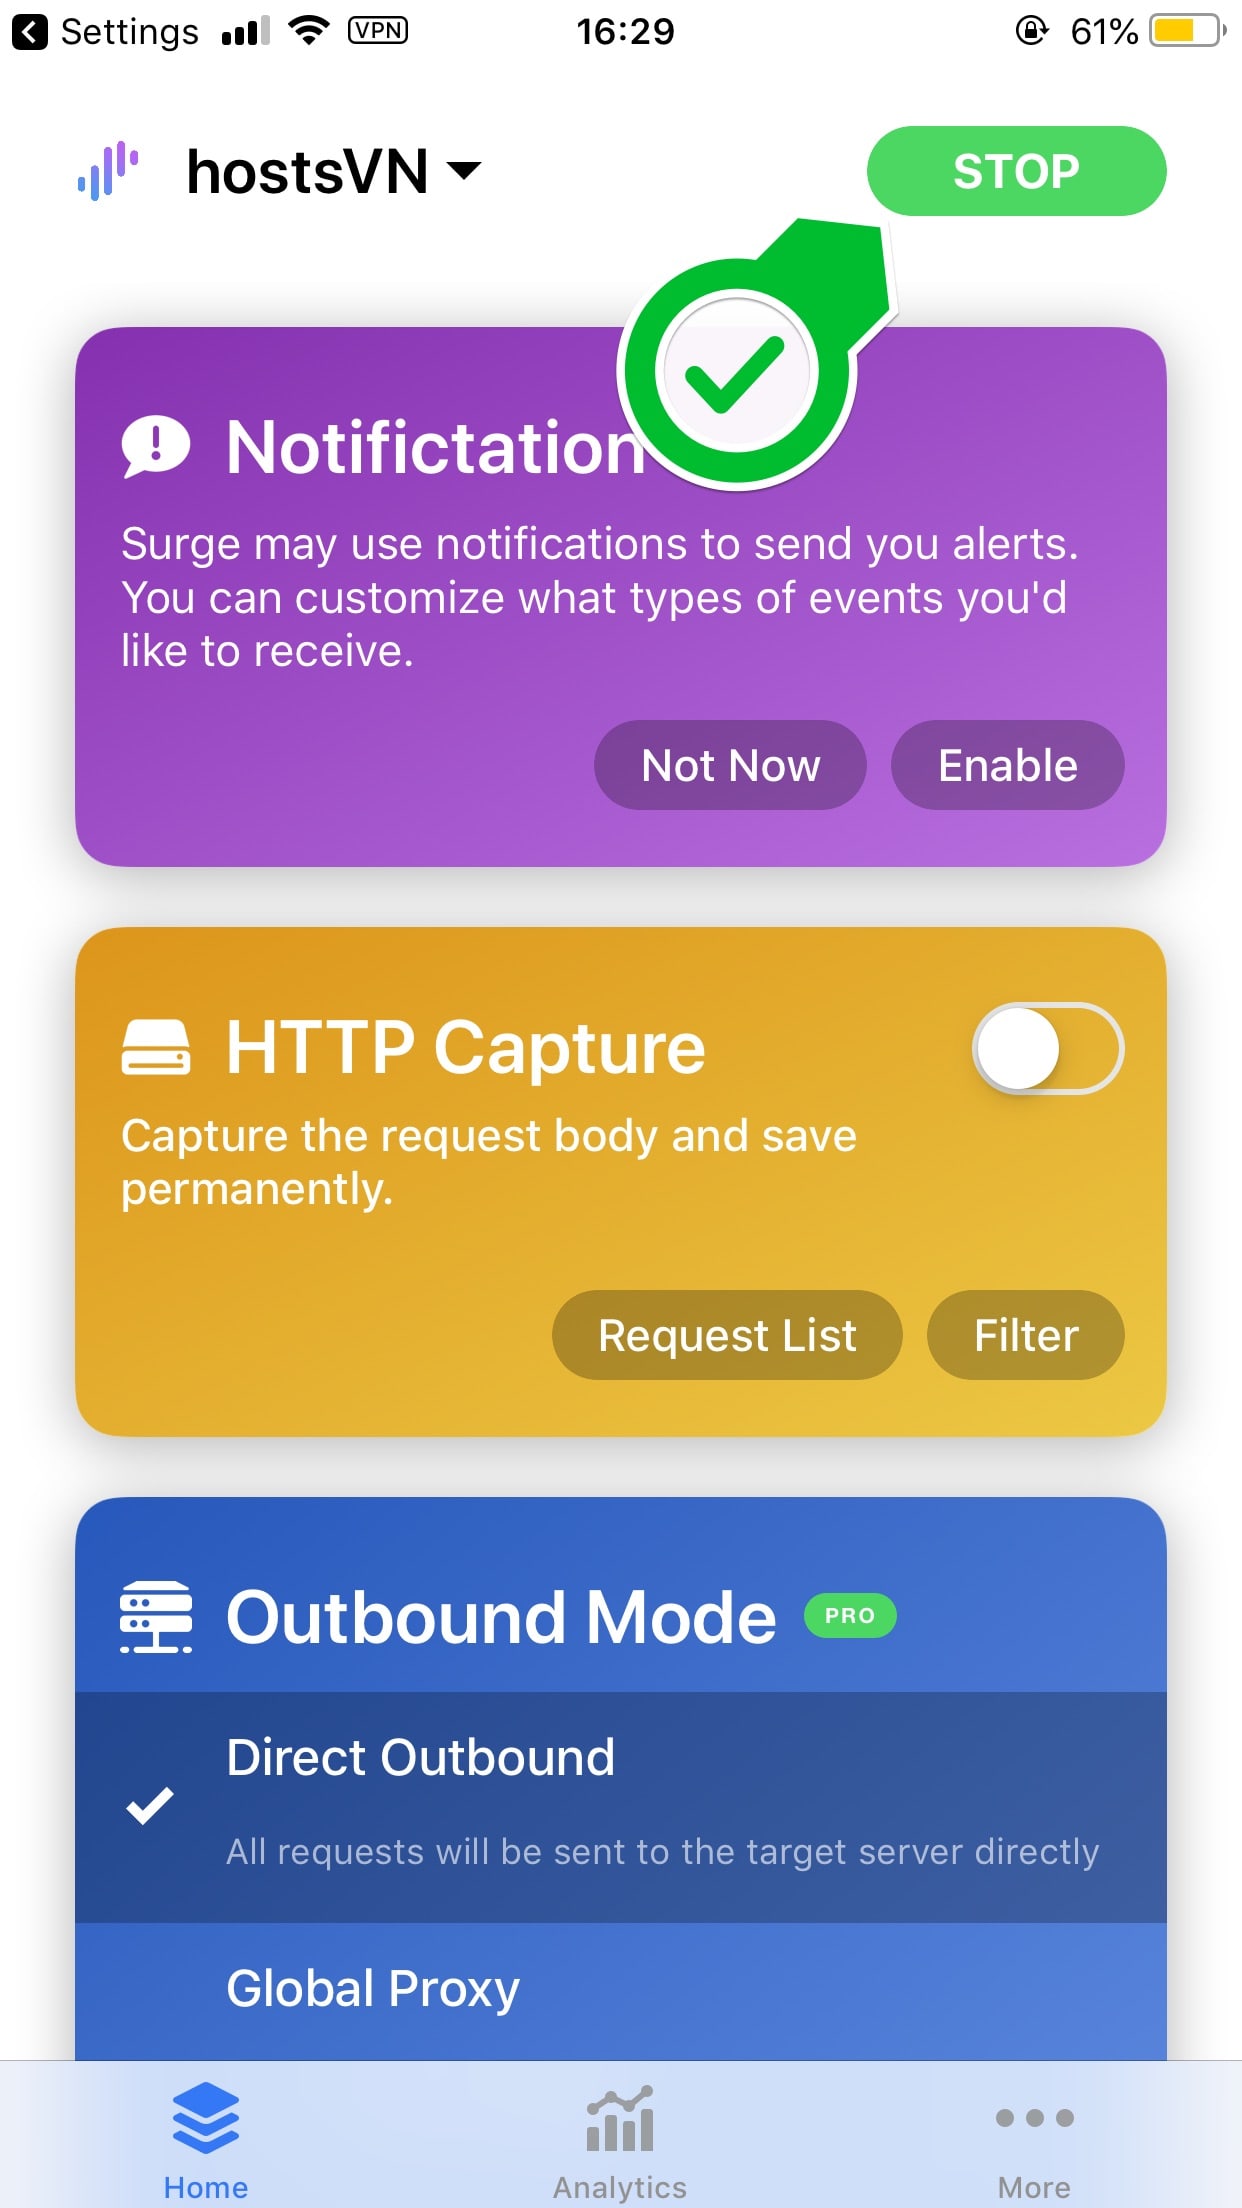 Settings VPN 16:29 61%
hostsVN STOP
Notifictation
Surge may use notifications to send you alerts.
You can customize what types of events you'd
like to receive.
Not Now Enable
HTTP Capture
Capture the request body and save
permanently.
Request List Filter
Outbound Mode PRO
Direct Outbound
All requests will be sent to the target server directly
Global Proxy
Home Analytics More